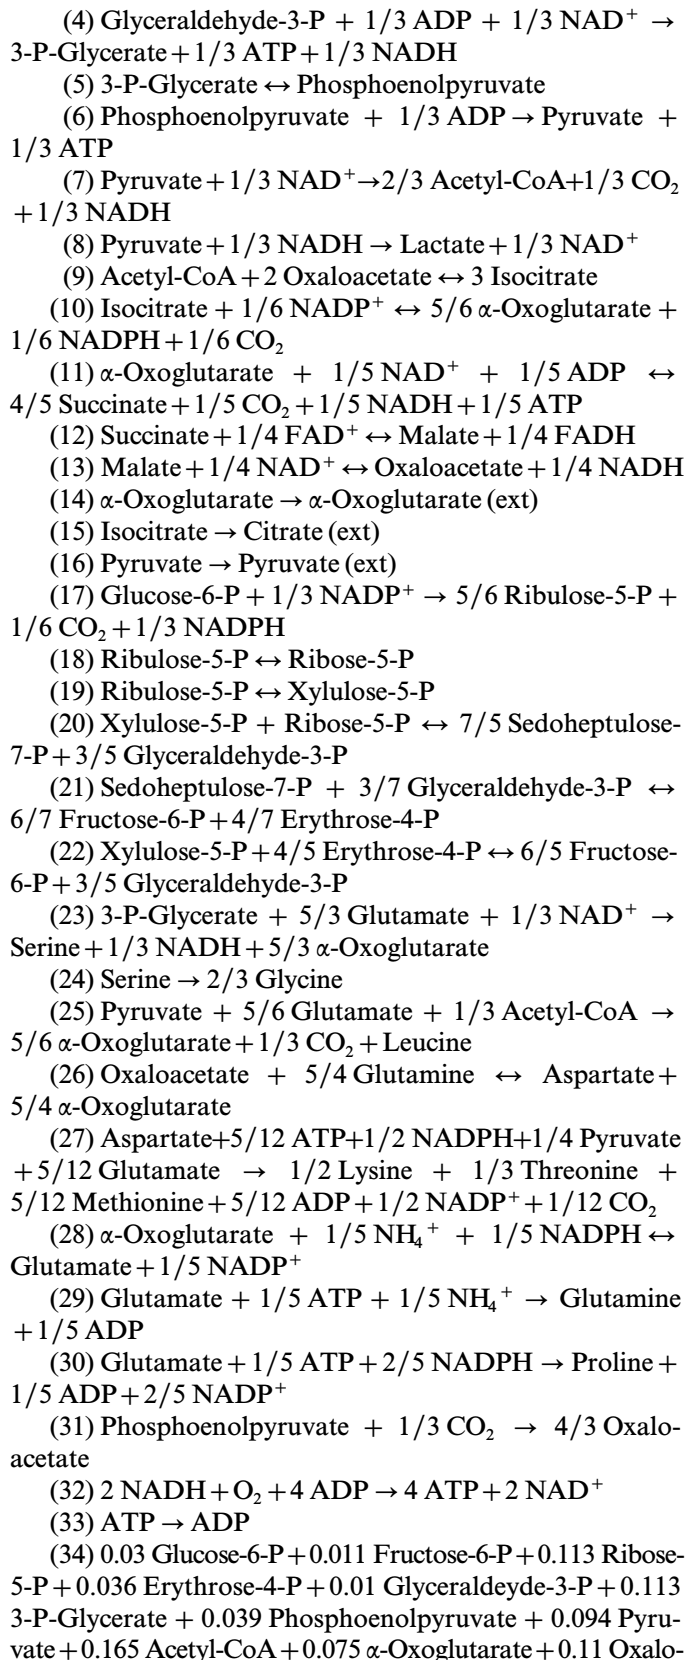 (4) Glyceraldehyde-3-P + 1/3 ADP + 1/3 NAD⁺ →
3-P-Glycerate + 1/3 ATP + 1/3 NADH
(5) 3-P-Glycerate ↔ Phosphoenolpyruvate
(6) Phosphoenolpyruvate + 1/3 ADP → Pyruvate +
1/3 ATP
(7) Pyruvate + 1/3 NAD⁺→2/3 Acetyl-CoA+1/3 CO₂
+ 1/3 NADH
(8) Pyruvate + 1/3 NADH → Lactate + 1/3 NAD⁺
(9) Acetyl-CoA + 2 Oxaloacetate ↔ 3 Isocitrate
(10) Isocitrate + 1/6 NADP⁺ ↔ 5/6 α-Oxoglutarate +
1/6 NADPH + 1/6 CO₂
(11) α-Oxoglutarate + 1/5 NAD⁺ + 1/5 ADP ↔
4/5 Succinate + 1/5 CO₂ + 1/5 NADH + 1/5 ATP
(12) Succinate + 1/4 FAD⁺ ↔ Malate + 1/4 FADH
(13) Malate + 1/4 NAD⁺ ↔ Oxaloacetate + 1/4 NADH
(14) α-Oxoglutarate → α-Oxoglutarate (ext)
(15) Isocitrate → Citrate (ext)
(16) Pyruvate → Pyruvate (ext)
(17) Glucose-6-P + 1/3 NADP⁺ → 5/6 Ribulose-5-P +
1/6 CO₂ + 1/3 NADPH
(18) Ribulose-5-P ↔ Ribose-5-P
(19) Ribulose-5-P ↔ Xylulose-5-P
(20) Xylulose-5-P + Ribose-5-P ↔ 7/5 Sedoheptulose-
7-P + 3/5 Glyceraldehyde-3-P
(21) Sedoheptulose-7-P + 3/7 Glyceraldehyde-3-P ↔
6/7 Fructose-6-P + 4/7 Erythrose-4-P
(22) Xylulose-5-P + 4/5 Erythrose-4-P ↔ 6/5 Fructose-
6-P + 3/5 Glyceraldehyde-3-P
(23) 3-P-Glycerate + 5/3 Glutamate + 1/3 NAD⁺ →
Serine + 1/3 NADH + 5/3 α-Oxoglutarate
(24) Serine → 2/3 Glycine
(25) Pyruvate + 5/6 Glutamate + 1/3 Acetyl-CoA →
5/6 α-Oxoglutarate + 1/3 CO₂ + Leucine
(26) Oxaloacetate + 5/4 Glutamine ↔ Aspartate +
5/4 α-Oxoglutarate
(27) Aspartate+5/12 ATP+1/2 NADPH+1/4 Pyruvate
+ 5/12 Glutamate → 1/2 Lysine + 1/3 Threonine +
5/12 Methionine + 5/12 ADP + 1/2 NADP⁺ + 1/12 CO₂
(28) α-Oxoglutarate + 1/5 NH₄⁺ + 1/5 NADPH ↔
Glutamate + 1/5 NADP⁺
(29) Glutamate + 1/5 ATP + 1/5 NH₄⁺ → Glutamine
+ 1/5 ADP
(30) Glutamate + 1/5 ATP + 2/5 NADPH → Proline +
1/5 ADP + 2/5 NADP⁺
(31) Phosphoenolpyruvate + 1/3 CO₂ → 4/3 Oxalo-
acetate
(32) 2 NADH + O₂ + 4 ADP → 4 ATP + 2 NAD⁺
(33) ATP → ADP
(34) 0.03 Glucose-6-P + 0.011 Fructose-6-P + 0.113 Ribose-
5-P + 0.036 Erythrose-4-P + 0.01 Glyceraldeyde-3-P + 0.113
3-P-Glycerate + 0.039 Phosphoenolpyruvate + 0.094 Pyru-
vate + 0.165 Acetyl-CoA + 0.075 α-Oxoglutarate + 0.11 Oxalo-